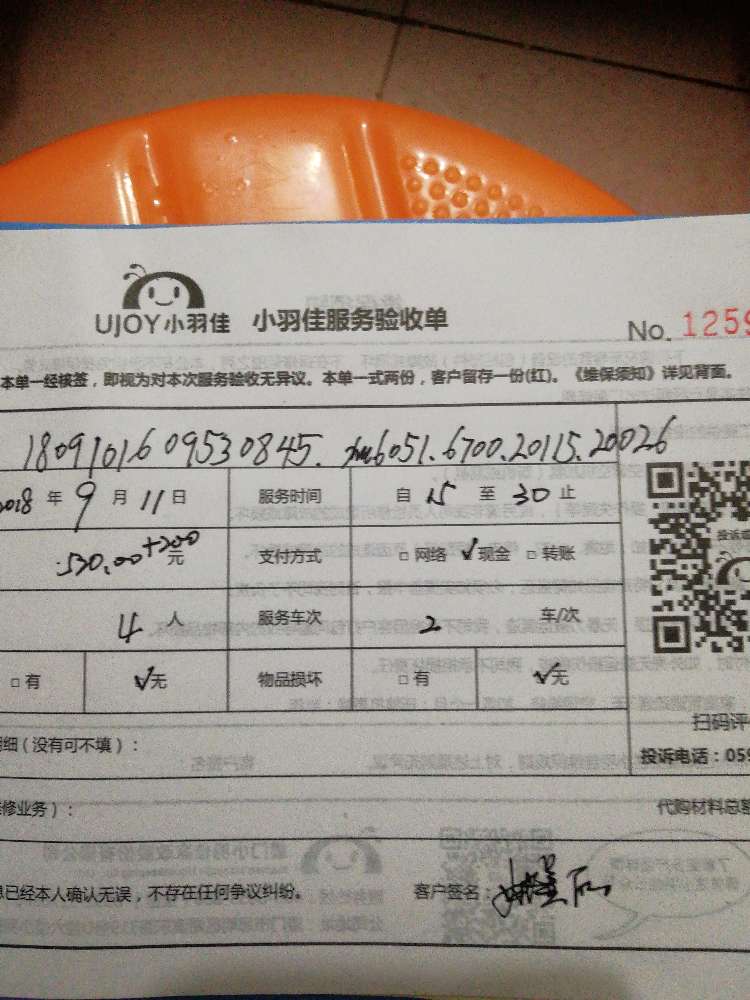 UJOY小羽佳 小羽佳服务验收单 No. 1259
本单一经核签，即视为对本次服务验收无异议。本单一式两份，客户留存一份(红)。《维保须知》详见背面。
18091016 09530845. 6051.6700.20115.20026
2018 年 9 月 11 日 服务时间 自 15 至 30 止
530.00+200 元 支付方式 □ 网络 √ 现金 □ 转账
4 人 服务车次 2 车/次
□ 有 √无 物品损坏 □ 有 √无
扫码评
细（没有可不填）：
投诉电话：059
修业务）：
代购材料总额
已经本人确认无误，不存在任何争议纠纷。 客户签名：